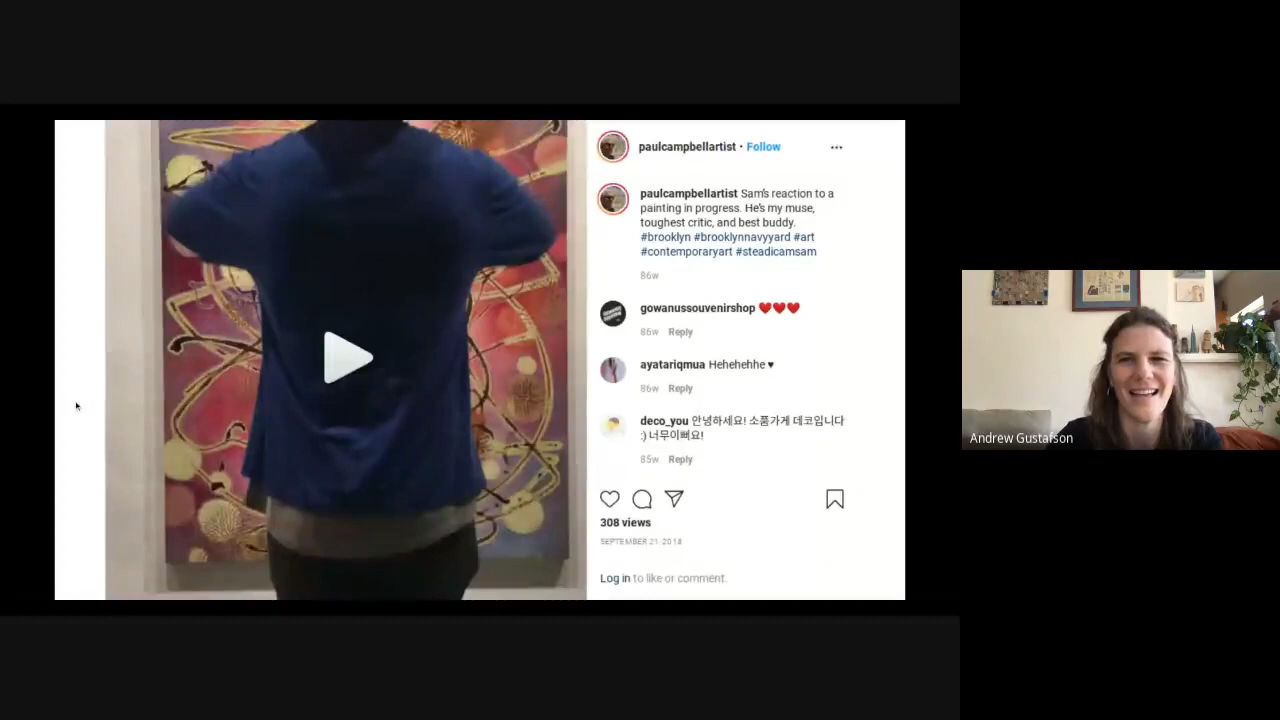 paulcampbellartist • Follow
paulcampbellartist Sam's reaction to a
painting in progress. He's my muse,
toughest critic, and best buddy.
#brooklyn #brooklynnavyyard #art
#contemporaryart #steadicamsam
86w
gowanussouvenirshop ❤️❤️❤️
86w Reply
ayatariqmua Hehehehhe ♥
86w Reply
deco_you 안녕하세요! 소품가게 데코입니다
:) 너무이뻐요!
85w Reply
308 views
SEPTEMBER 21, 2018
Log in to like or comment.
Andrew Gustafson